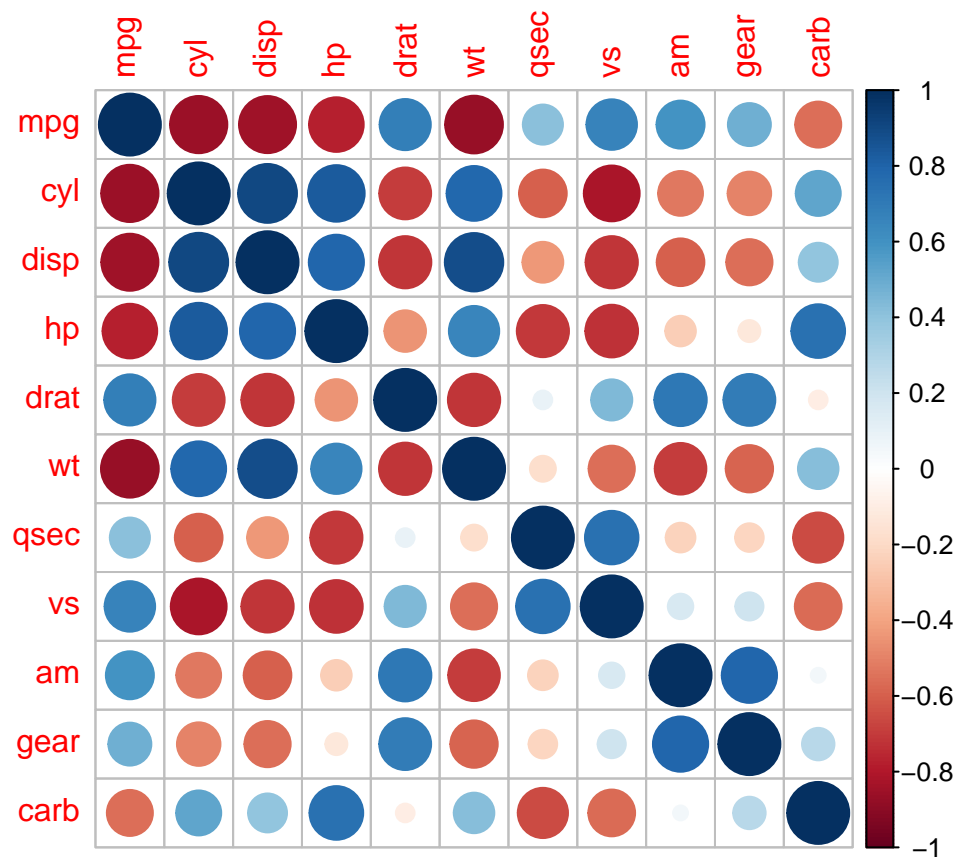 mpg cyl disp hp drat wt qsec vs am gear carb
mpg
cyl
disp
hp
drat
wt
qsec
vs
am
gear
carb
1
0.8
0.6
0.4
0.2
0
−0.2
−0.4
−0.6
−0.8
−1